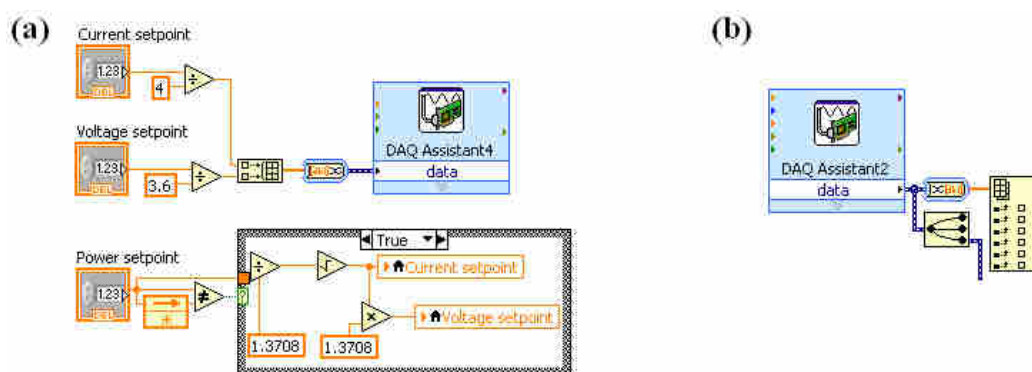 (a)
Current setpoint
1.23
DBL
4
÷
Voltage setpoint
1.23
DBL
3.6
÷
DAQ Assistant4
data
Power setpoint
1.23
DBL
≠
?
True
÷
√
Current setpoint
×
Voltage setpoint
1.3708
1.3708
(b)
DAQ Assistant2
data